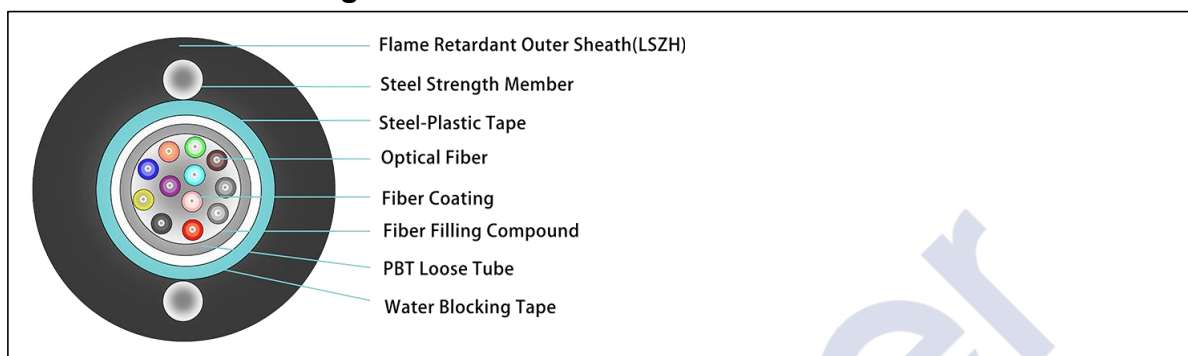 Flame Retardant Outer Sheath(LSZH)
Steel Strength Member
Steel-Plastic Tape
Optical Fiber
Fiber Coating
Fiber Filling Compound
PBT Loose Tube
Water Blocking Tape